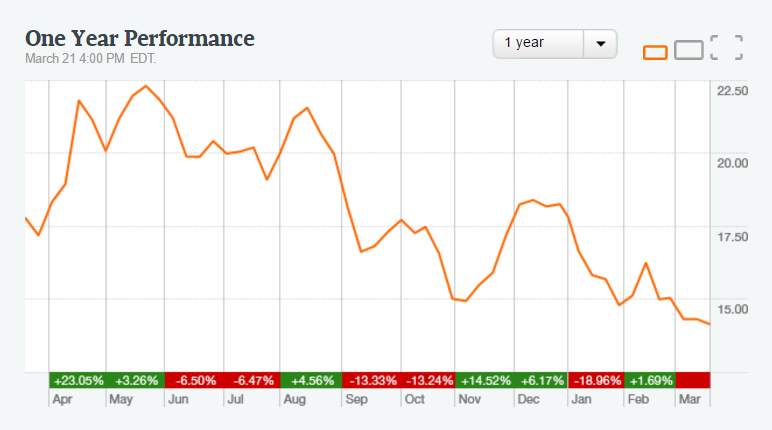 One Year Performance
March 21 4:00 PM EDT.
1 year
22.50
20.00
17.50
15.00
+23.05% +3.26% -6.50% -6.47% +4.56% -13.33% -13.24% +14.52% +6.17% -18.96% +1.69%
Apr May Jun Jul Aug Sep Oct Nov Dec Jan Feb Mar